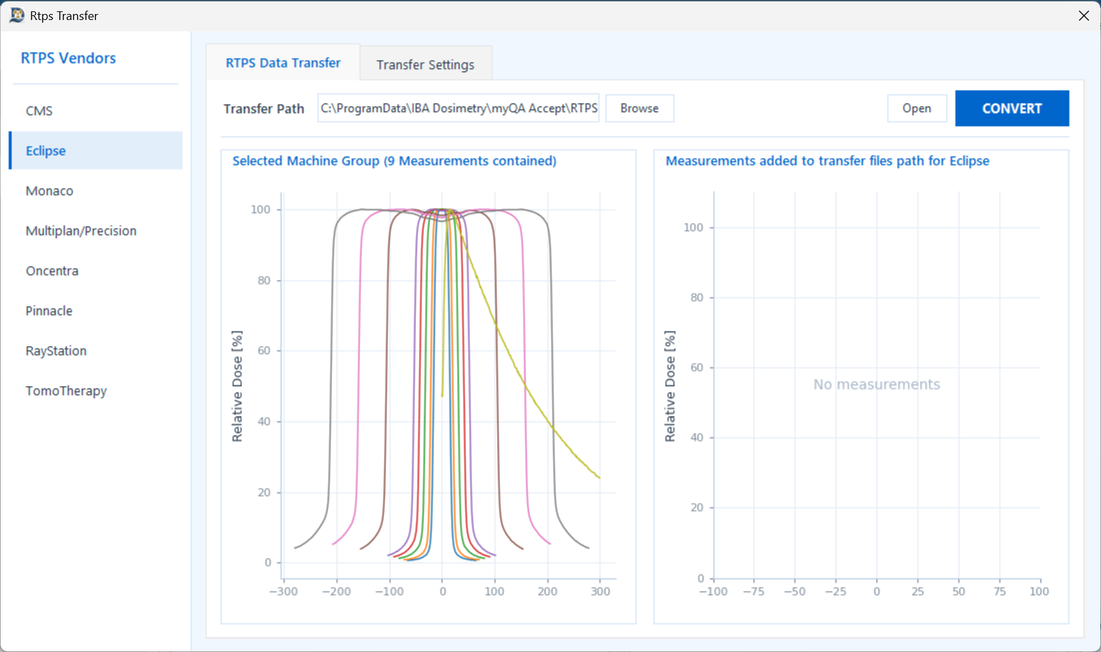 Rtps Transfer
RTPS Vendors
CMS
Eclipse
Monaco
Multiplan/Precision
Oncentra
Pinnacle
RayStation
TomoTherapy
RTPS Data Transfer
Transfer Settings
Transfer Path
C:\ProgramData\IBA Dosimetry\myQA Accept\RTPS
Browse
Open
CONVERT
Selected Machine Group (9 Measurements contained)
Relative Dose [%]
100
80
60
40
20
0
−300 −200 −100 0 100 200 300
Measurements added to transfer files path for Eclipse
Relative Dose [%]
100
80
60
No measurements
40
20
0
−100 −75 −50 −25 0 25 50 75 100